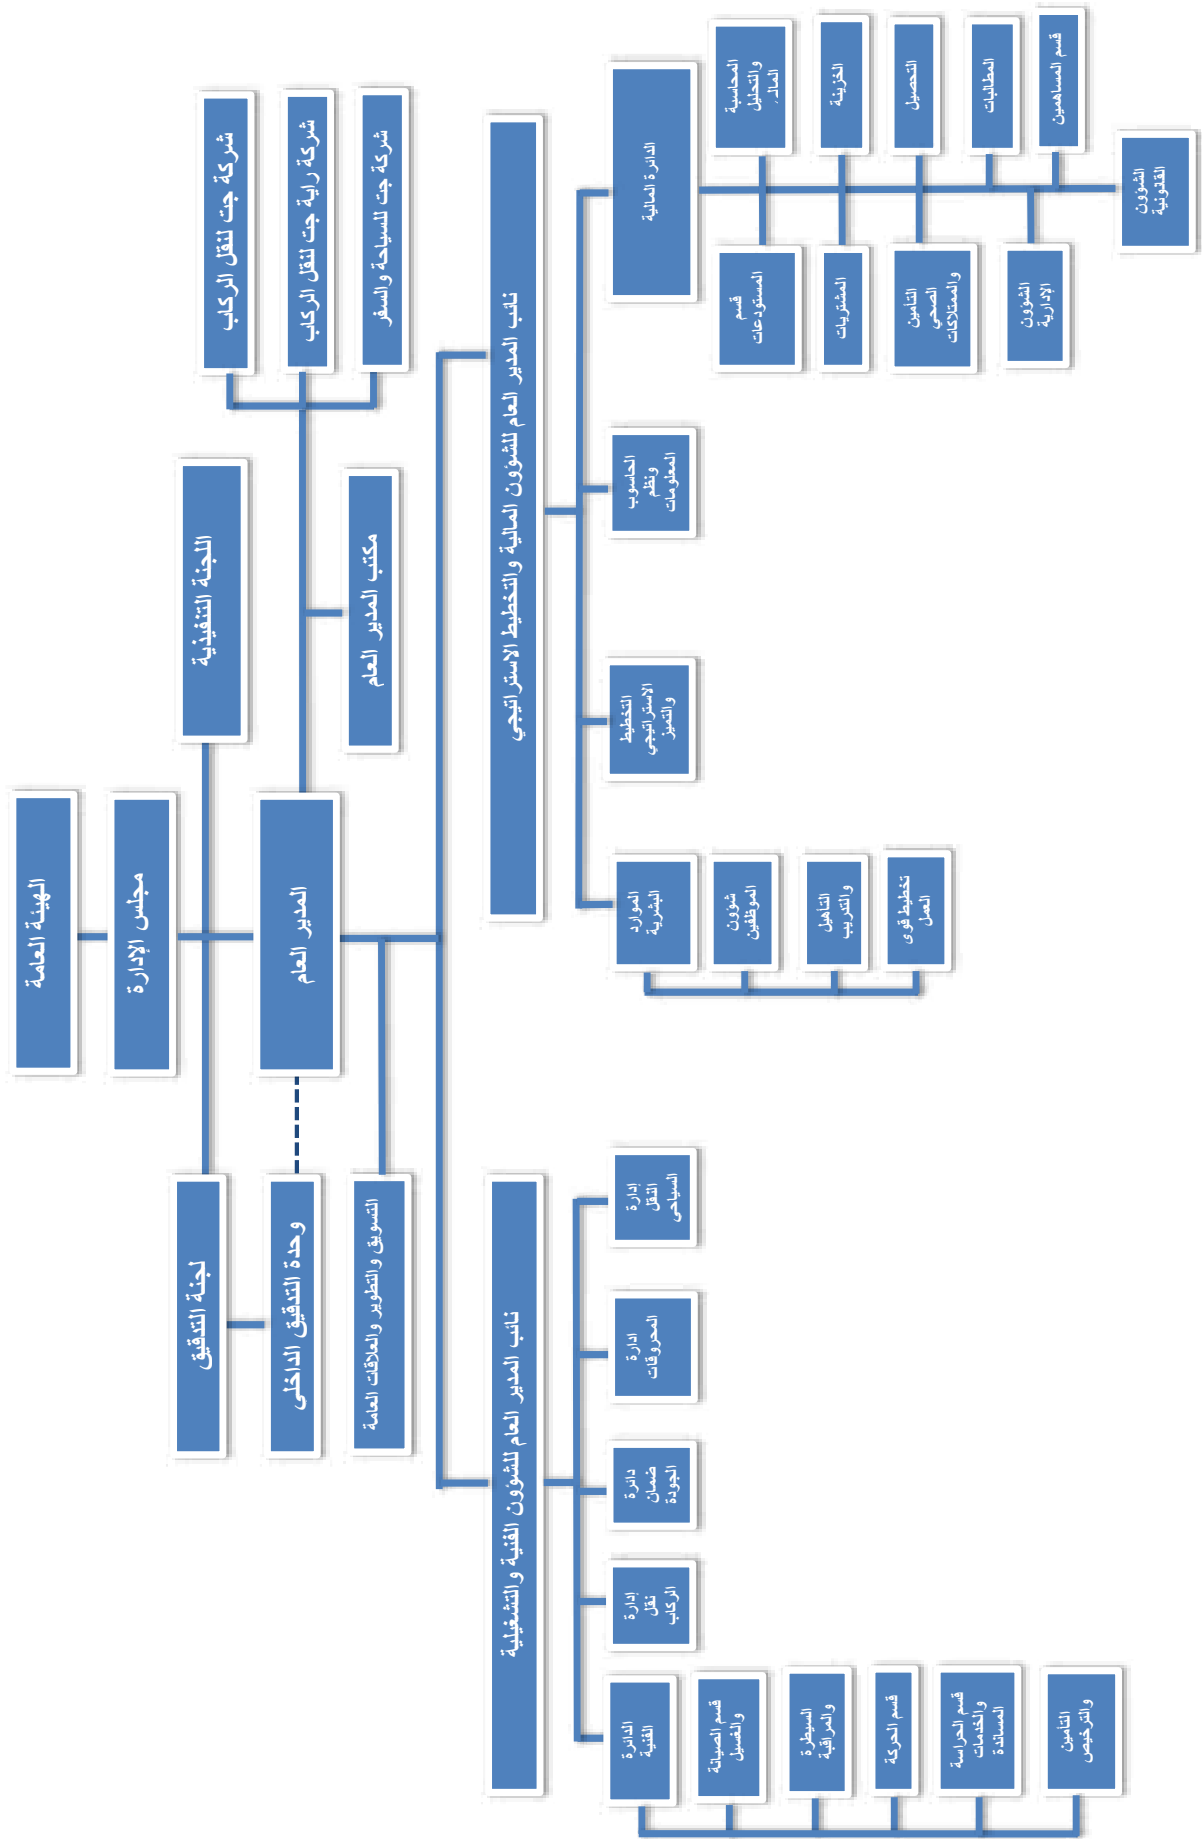 الهيئة العامة
مجلس الإدارة
اللجنة التنفيذية
لجنة التدقيق
المدير العام
وحدة التدقيق الداخلي
شركة جت لنقل الركاب
شركة راية جت لنقل الركاب
شركة جت للسياحة والسفر
مكتب المدير العام
التسويق والتطوير والعلاقات العامة
نائب المدير العام للشؤون المالية والتخطيط الاستراتيجي
نائب المدير العام للشؤون الفنية والتشغيلية
الدائرة المالية
الحاسوب
ونظم
المعلومات
التخطيط
الاستراتيجي
والتميز
الموارد
البشرية
إدارة
النقل
السياحي
ادارة
المحروقات
دائرة
ضمان
الجودة
إدارة
نقل
الركاب
الدائرة
الفنية
المحاسبة
والتحليل
المالي
الخزينة
التحصيل
المطالبات
قسم المساهمين
قسم
المستودعات
المشتريات
التأمين
الصحي
والممتلاكات
الشؤون
الإدارية
الشؤون
القانونية
شؤون
الموظفين
التأهيل
والتدريب
تخطيط قوى
العمل
قسم الصيانة
والغسيل
السيطرة
والمراقبة
قسم الحركة
قسم الحراسة
والخدمات
المساندة
التأمين
والترخيص